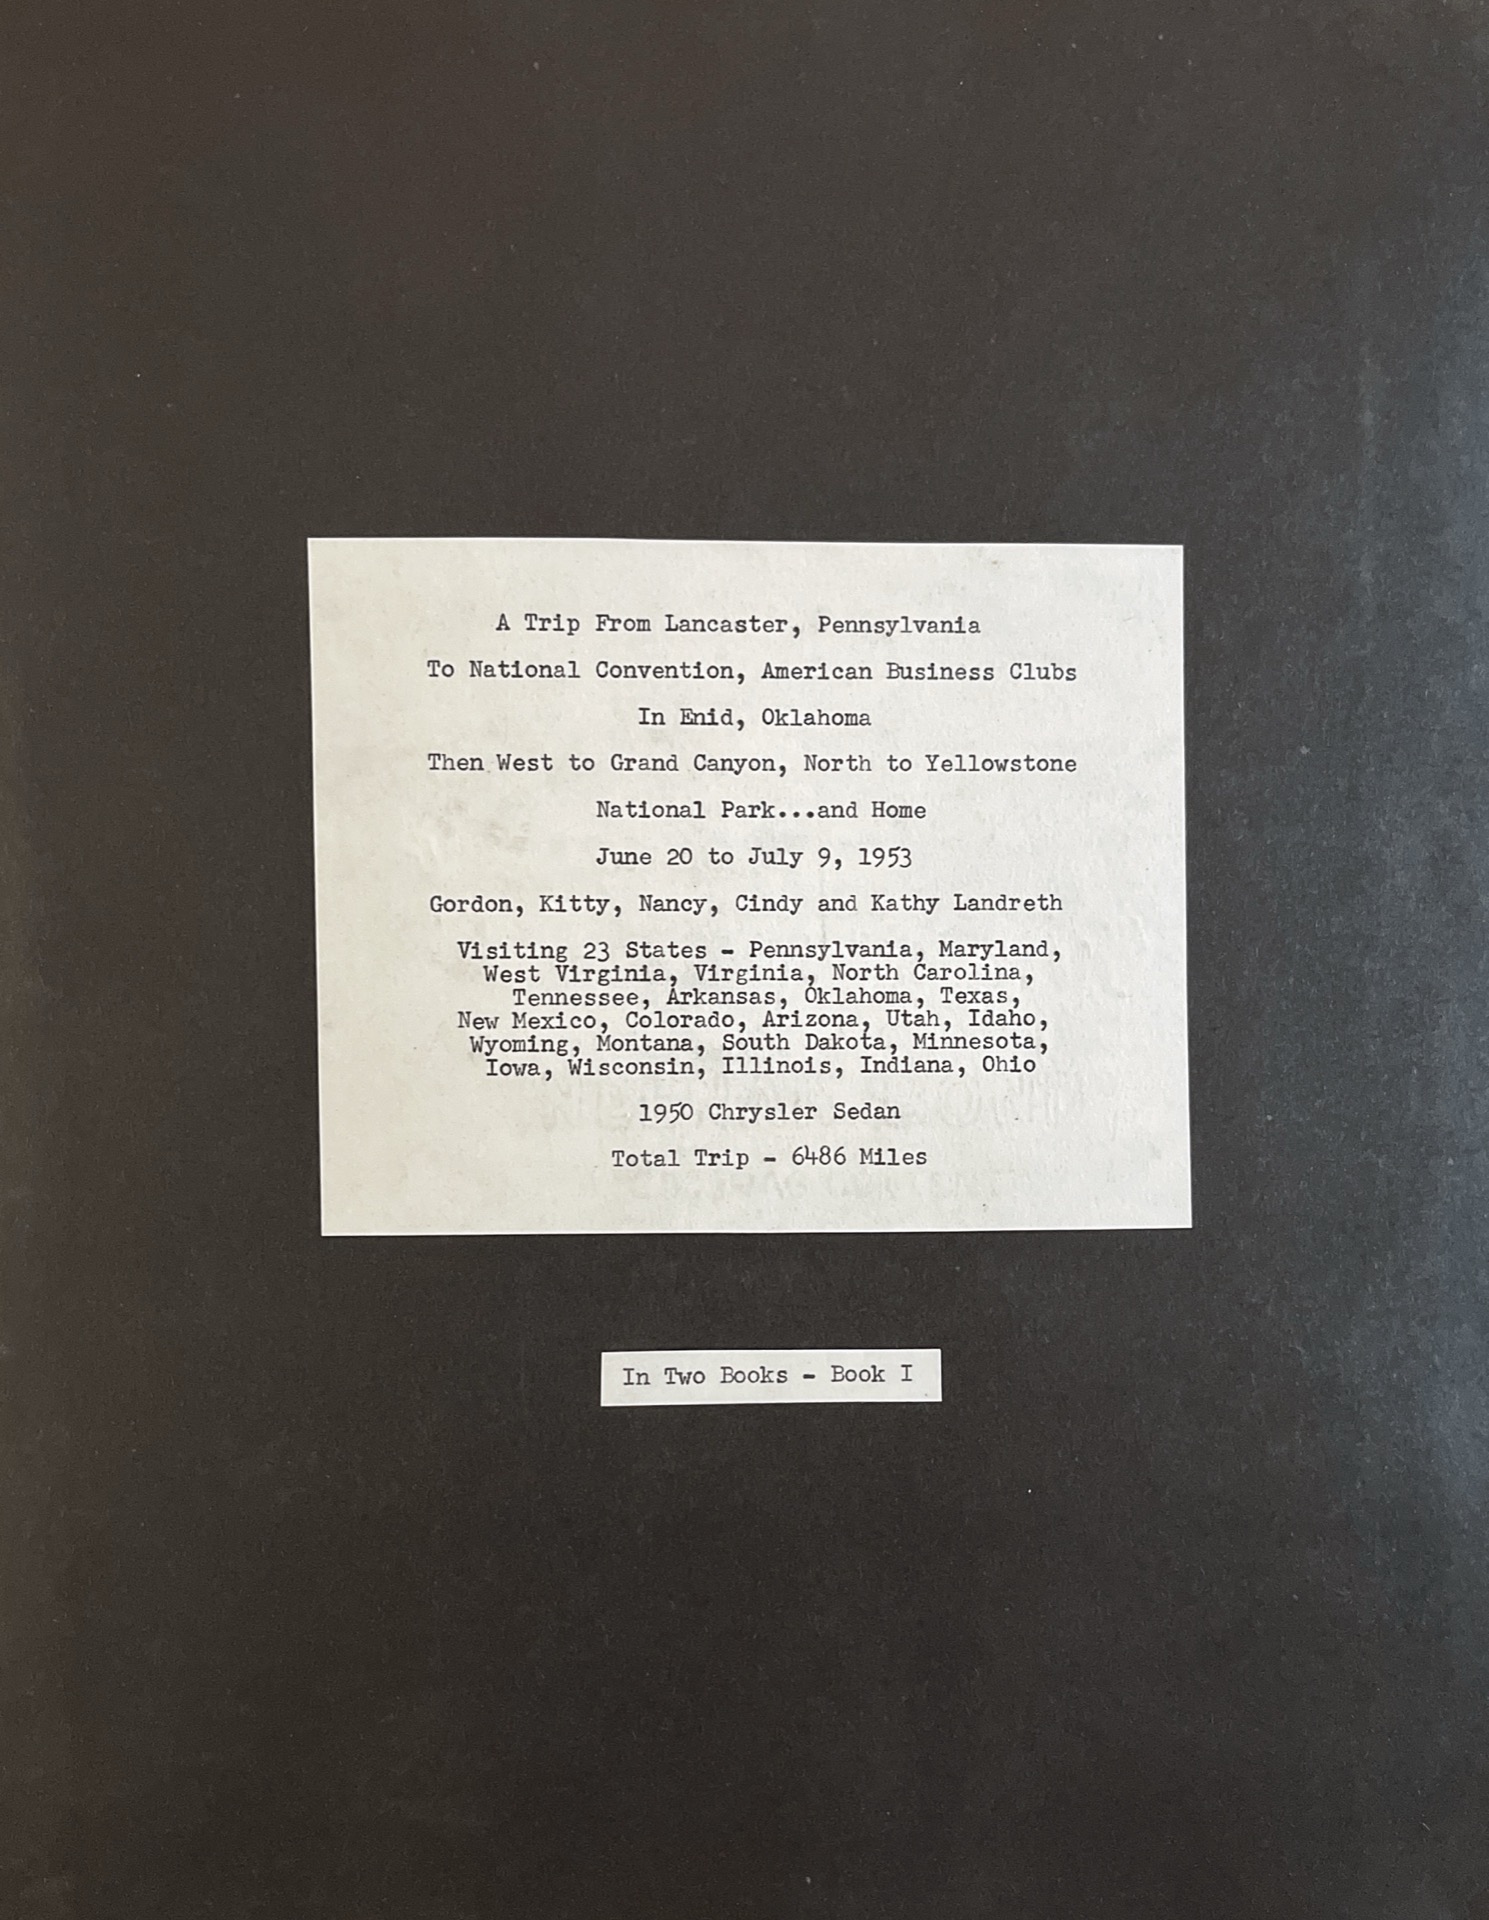 A Trip From Lancaster, Pennsylvania
To National Convention, American Business Clubs
In Enid, Oklahoma
Then West to Grand Canyon, North to Yellowstone
National Park...and Home
June 20 to July 9, 1953
Gordon, Kitty, Nancy, Cindy and Kathy Landreth
Visiting 23 States - Pennsylvania, Maryland,
West Virginia, Virginia, North Carolina,
Tennessee, Arkansas, Oklahoma, Texas,
New Mexico, Colorado, Arizona, Utah, Idaho,
Wyoming, Montana, South Dakota, Minnesota,
Iowa, Wisconsin, Illinois, Indiana, Ohio
1950 Chrysler Sedan
Total Trip - 6486 Miles
In Two Books - Book I